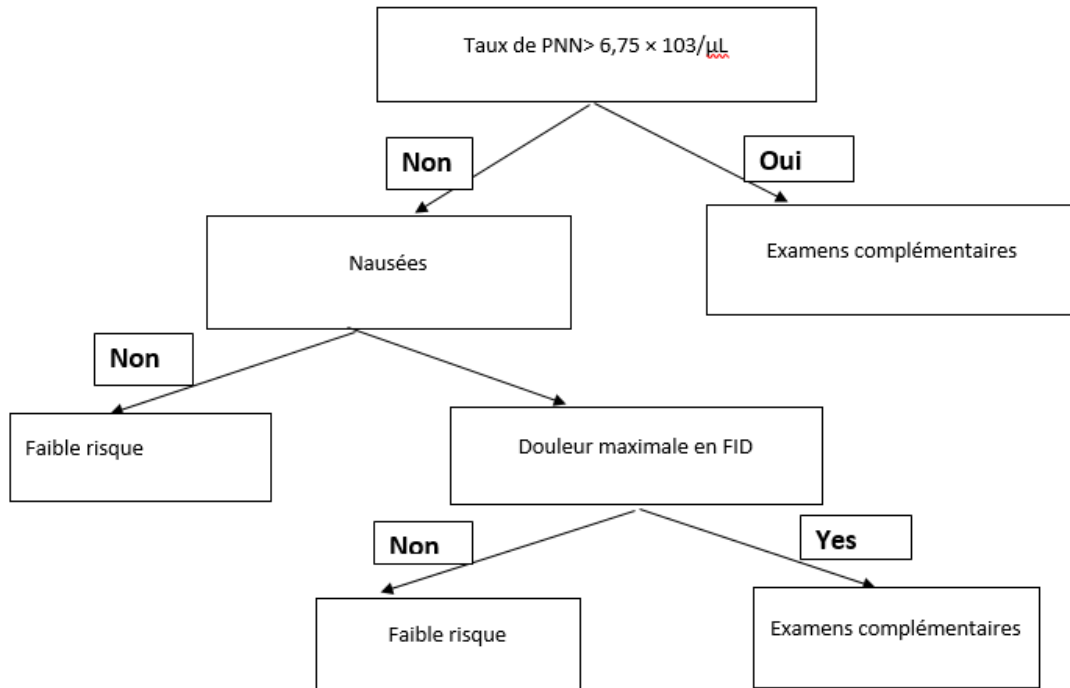 Taux de PNN> 6,75 × 103/µL
Non
Oui
Nausées
Examens complémentaires
Non
Faible risque
Douleur maximale en FID
Non
Yes
Faible risque
Examens complémentaires